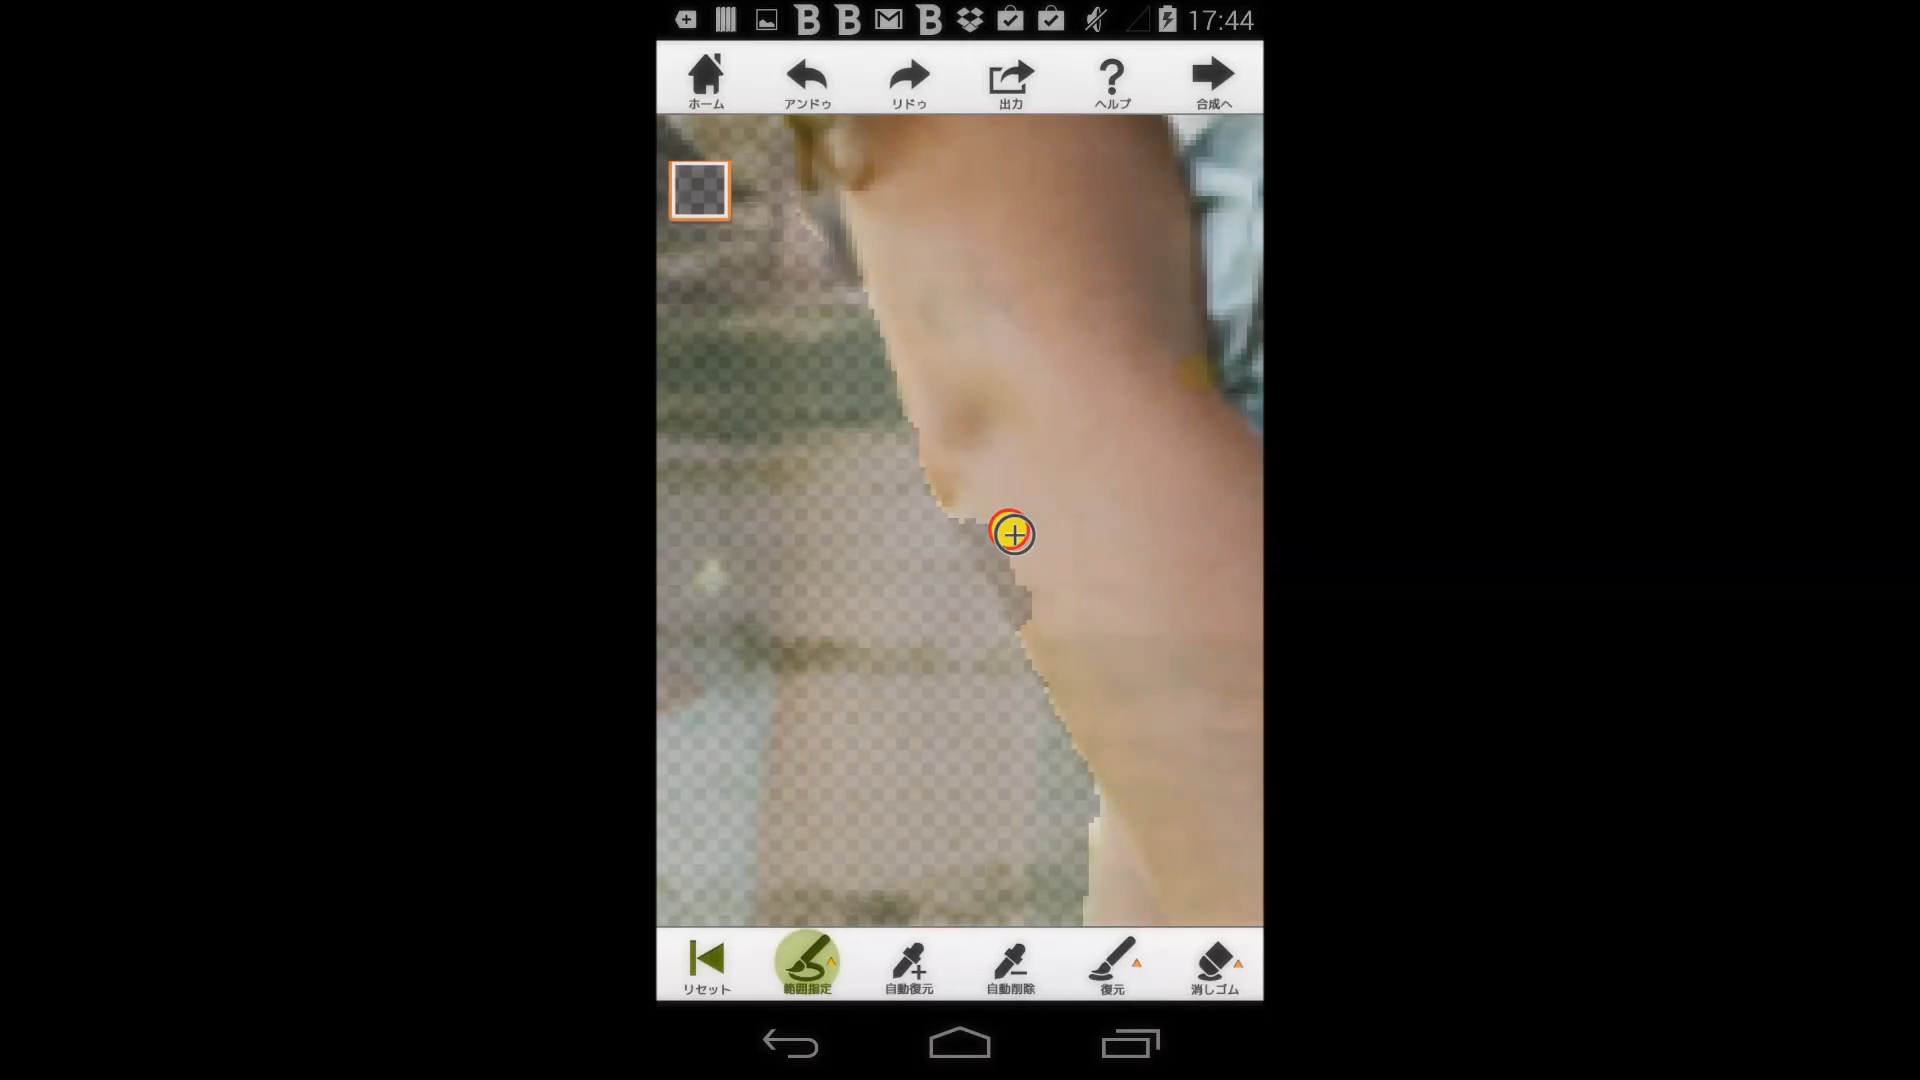 17:44
ホーム アンドゥ リドゥ 出力 ヘルプ 合成へ
リセット 範囲指定 自動復元 自動削除 復元 消しゴム